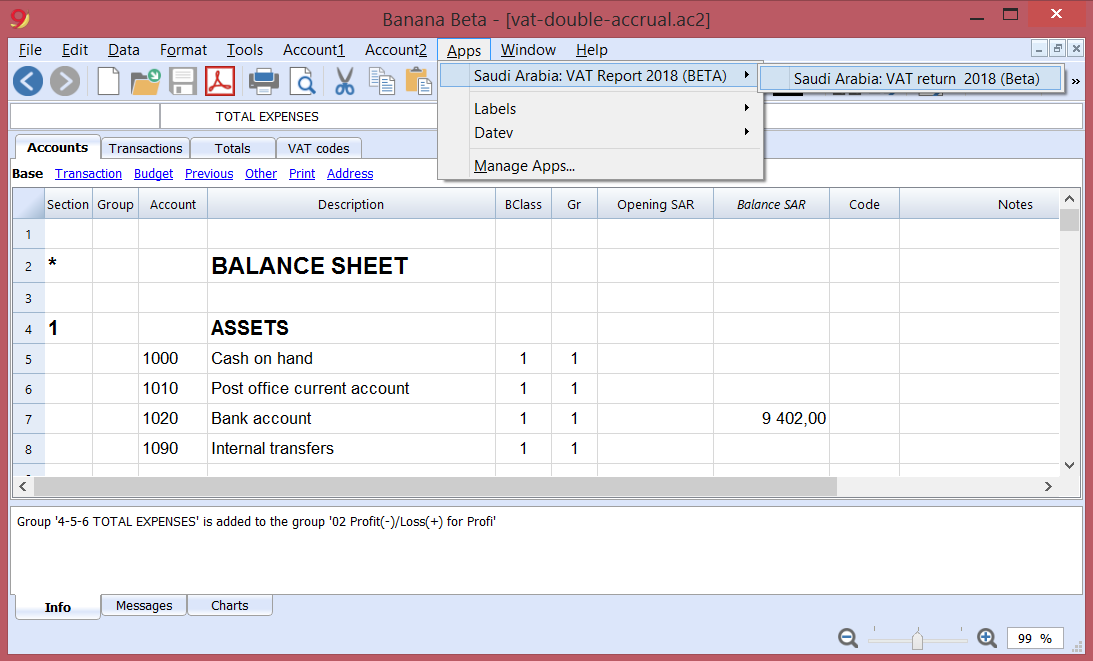 Banana Beta - [vat-double-accrual.ac2]
File Edit Data Format Tools Account1 Account2 Apps Window Help
Saudi Arabia: VAT Report 2018 (BETA)
Saudi Arabia: VAT return 2018 (Beta)
Labels
Datev
Manage Apps...
TOTAL EXPENSES
Accounts Transactions Totals VAT codes
Base Transaction Budget Previous Other Print Address
Section Group Account Description BClass Gr Opening SAR Balance SAR Code Notes
1
2 * BALANCE SHEET
3
4 1 ASSETS
5 1000 Cash on hand 1 1
6 1010 Post office current account 1 1
7 1020 Bank account 1 1 9 402,00
8 1090 Internal transfers 1 1
Group '4-5-6 TOTAL EXPENSES' is added to the group '02 Profit(-)/Loss(+) for Profi'
Info Messages Charts
99 %